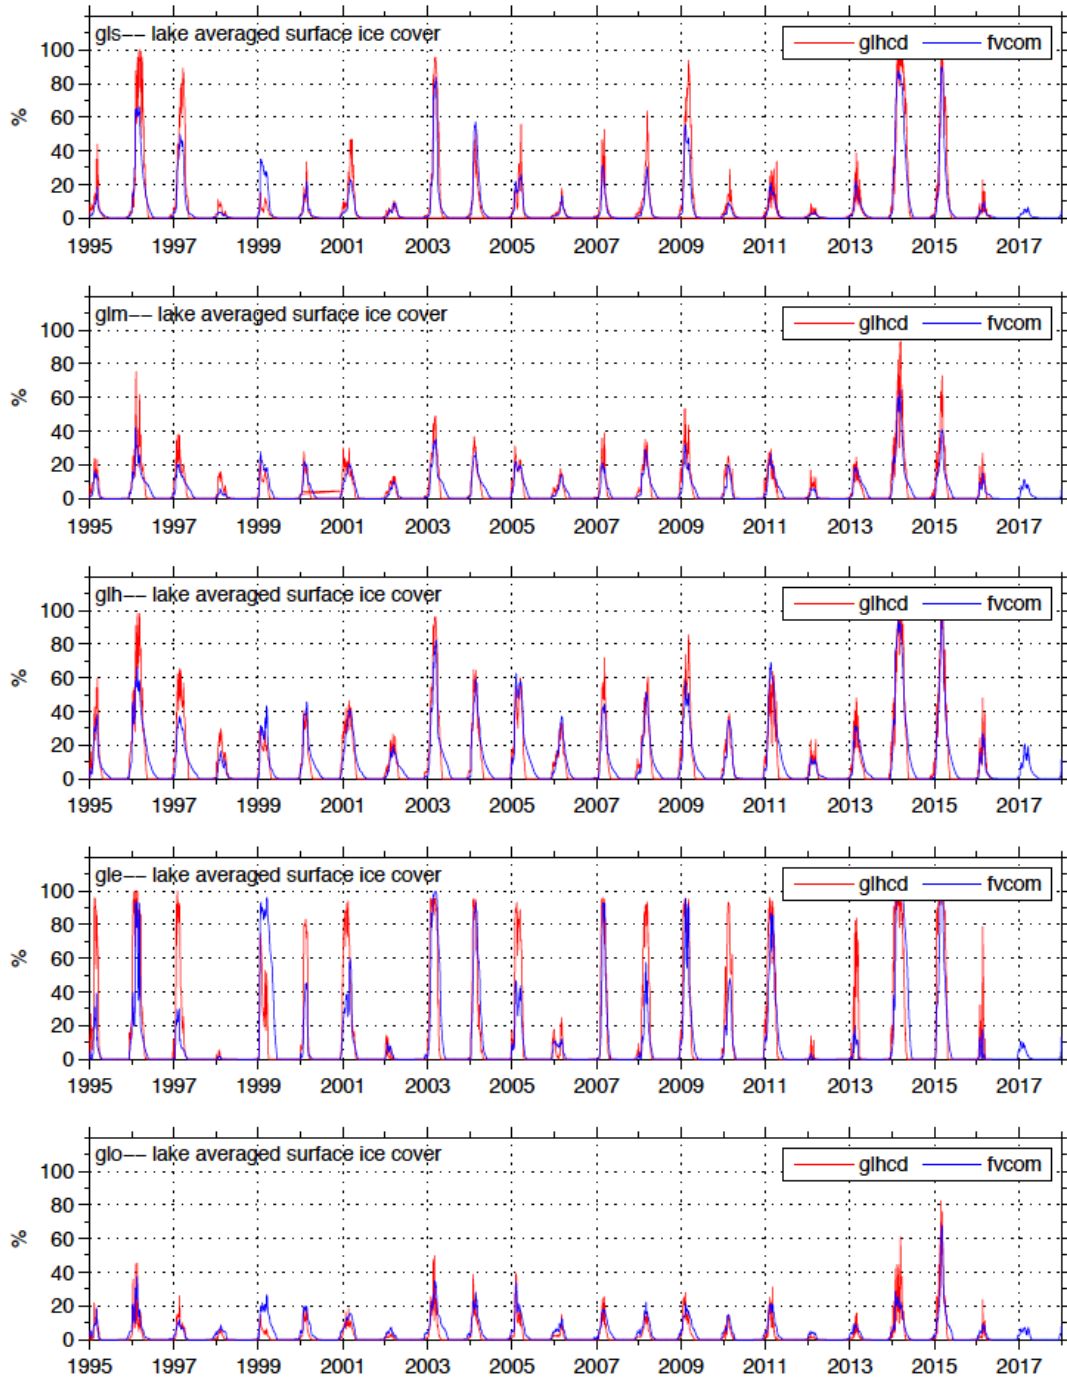 gls−− lake averaged surface ice cover
glhcd fvcom
100
80
60
40
20
0
%
1995 1997 1999 2001 2003 2005 2007 2009 2011 2013 2015 2017
glm−− lake averaged surface ice cover
glhcd fvcom
100
80
60
40
20
0
%
1995 1997 1999 2001 2003 2005 2007 2009 2011 2013 2015 2017
glh−− lake averaged surface ice cover
glhcd fvcom
100
80
60
40
20
0
%
1995 1997 1999 2001 2003 2005 2007 2009 2011 2013 2015 2017
gle−− lake averaged surface ice cover
glhcd fvcom
100
80
60
40
20
0
%
1995 1997 1999 2001 2003 2005 2007 2009 2011 2013 2015 2017
glo−− lake averaged surface ice cover
glhcd fvcom
100
80
60
40
20
0
%
1995 1997 1999 2001 2003 2005 2007 2009 2011 2013 2015 2017